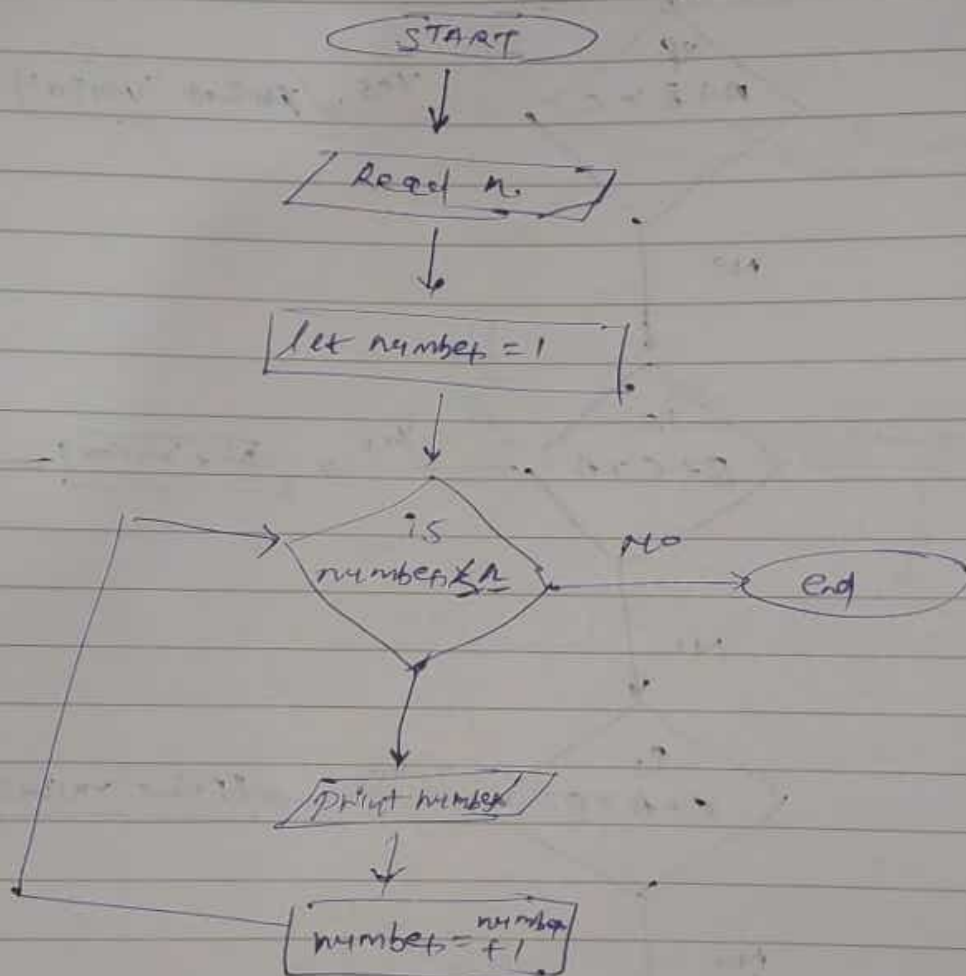 START
Read n.
let number = 1
is
number ≤ n
No
end
print number
number = number
+1